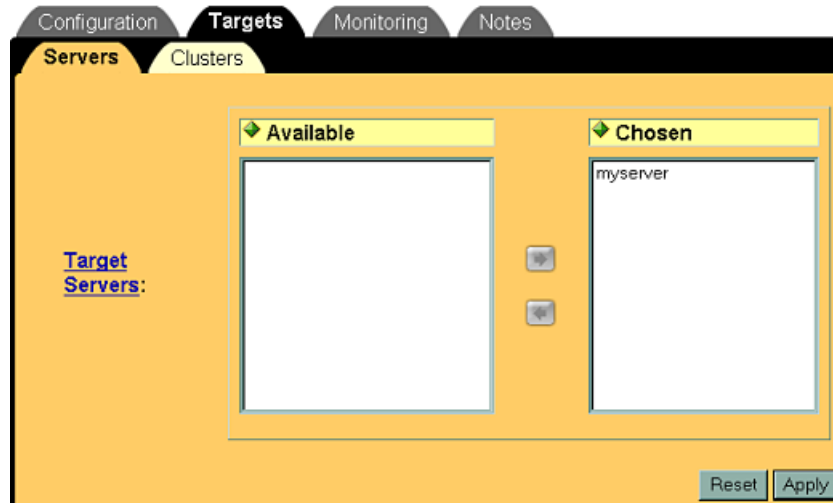 Configuration Targets Monitoring Notes
Servers Clusters
Available Chosen
myserver
Target
Servers:
Reset Apply